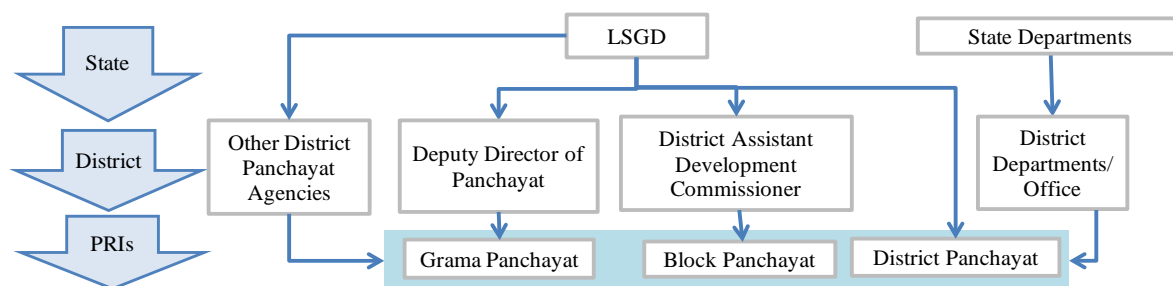 State
LSGD
State Departments
District
Other District
Panchayat
Agencies
Deputy Director of
Panchayat
District Assistant
Development
Commissioner
District
Departments/
Office
PRIs
Grama Panchayat
Block Panchayat
District Panchayat